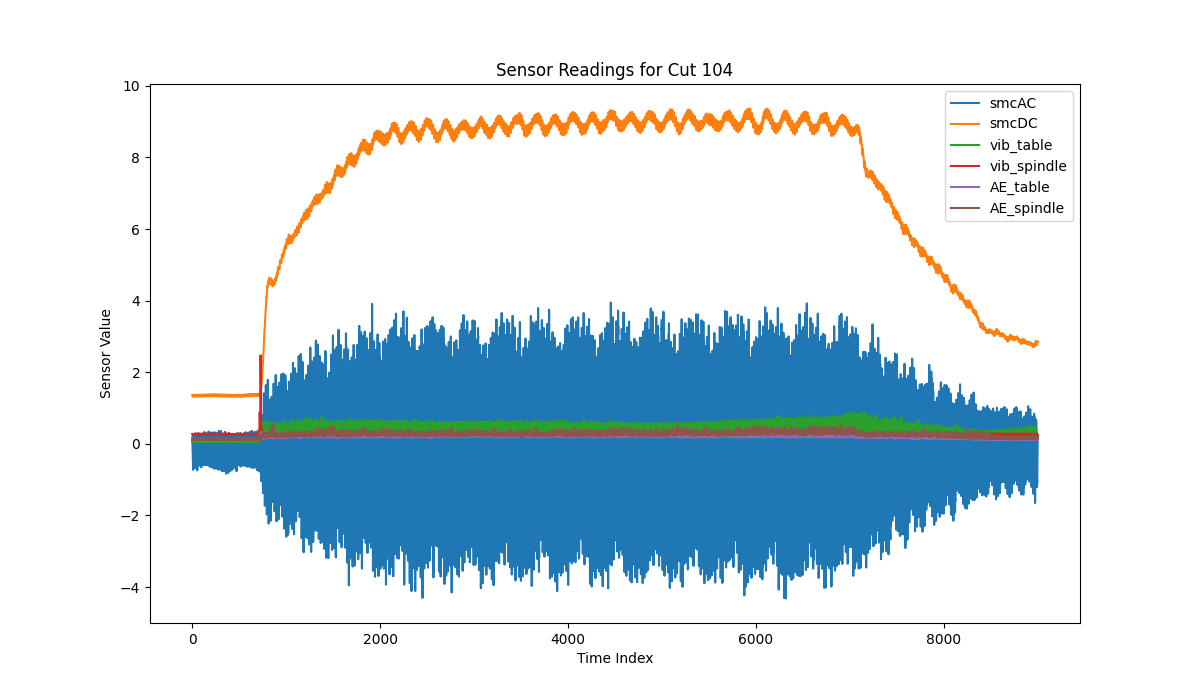 Sensor Readings for Cut 104
10
8
6
4
2
0
−2
−4
Sensor Value
0 2000 4000 6000 8000
Time Index
smcAC
smcDC
vib_table
vib_spindle
AE_table
AE_spindle